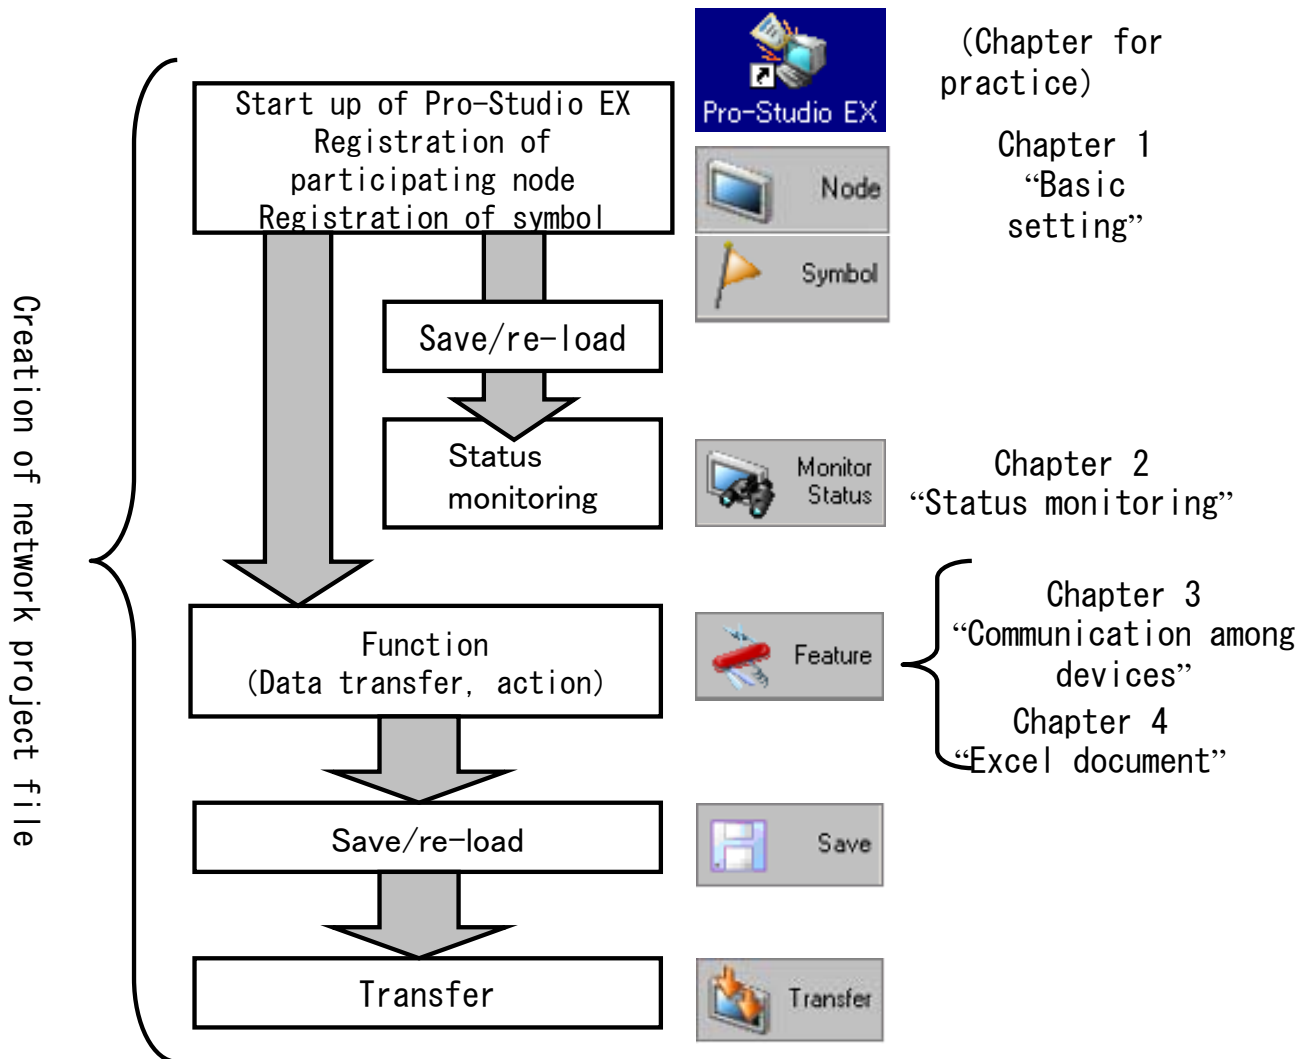 Creation of network project file
Start up of Pro-Studio EX
Registration of
participating node
Registration of symbol
Save/re-load
Status
monitoring
Function
(Data transfer, action)
Save/re-load
Transfer
Pro-Studio EX
Node
Symbol
Monitor
Status
Feature
Save
Transfer
(Chapter for
practice)
Chapter 1
“Basic
setting”
Chapter 2
“Status monitoring”
Chapter 3
“Communication among
devices”
Chapter 4
“Excel document”